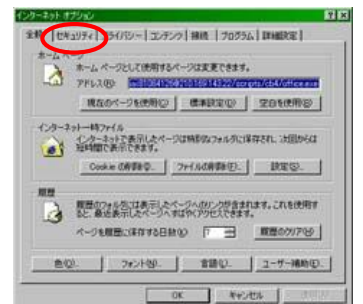 インターネット オプション
全般 セキュリティ プライバシー コンテンツ 接続 プログラム 詳細設定
ホーム ページ
ホーム ページとして使用するページは変更できます。
アドレス(R):
現在のページを使用(C) 標準設定(D) 空白を使用(B)
インターネット一時ファイル
インターネットで表示したページは特別なフォルダに保存され、次回からは
短時間で表示できます。
Cookie の削除(I)... ファイルの削除(F)... 設定(S)...
履歴
履歴のフォルダには表示したページへのリンクが含まれます。これを使用す
ると、最近表示したページへすばやくアクセスできます。
ページを履歴に保存する日数(K): 7 履歴のクリア(H)
色(O)... フォント(N)... 言語(L)... ユーザー補助(E)...
OK キャンセル